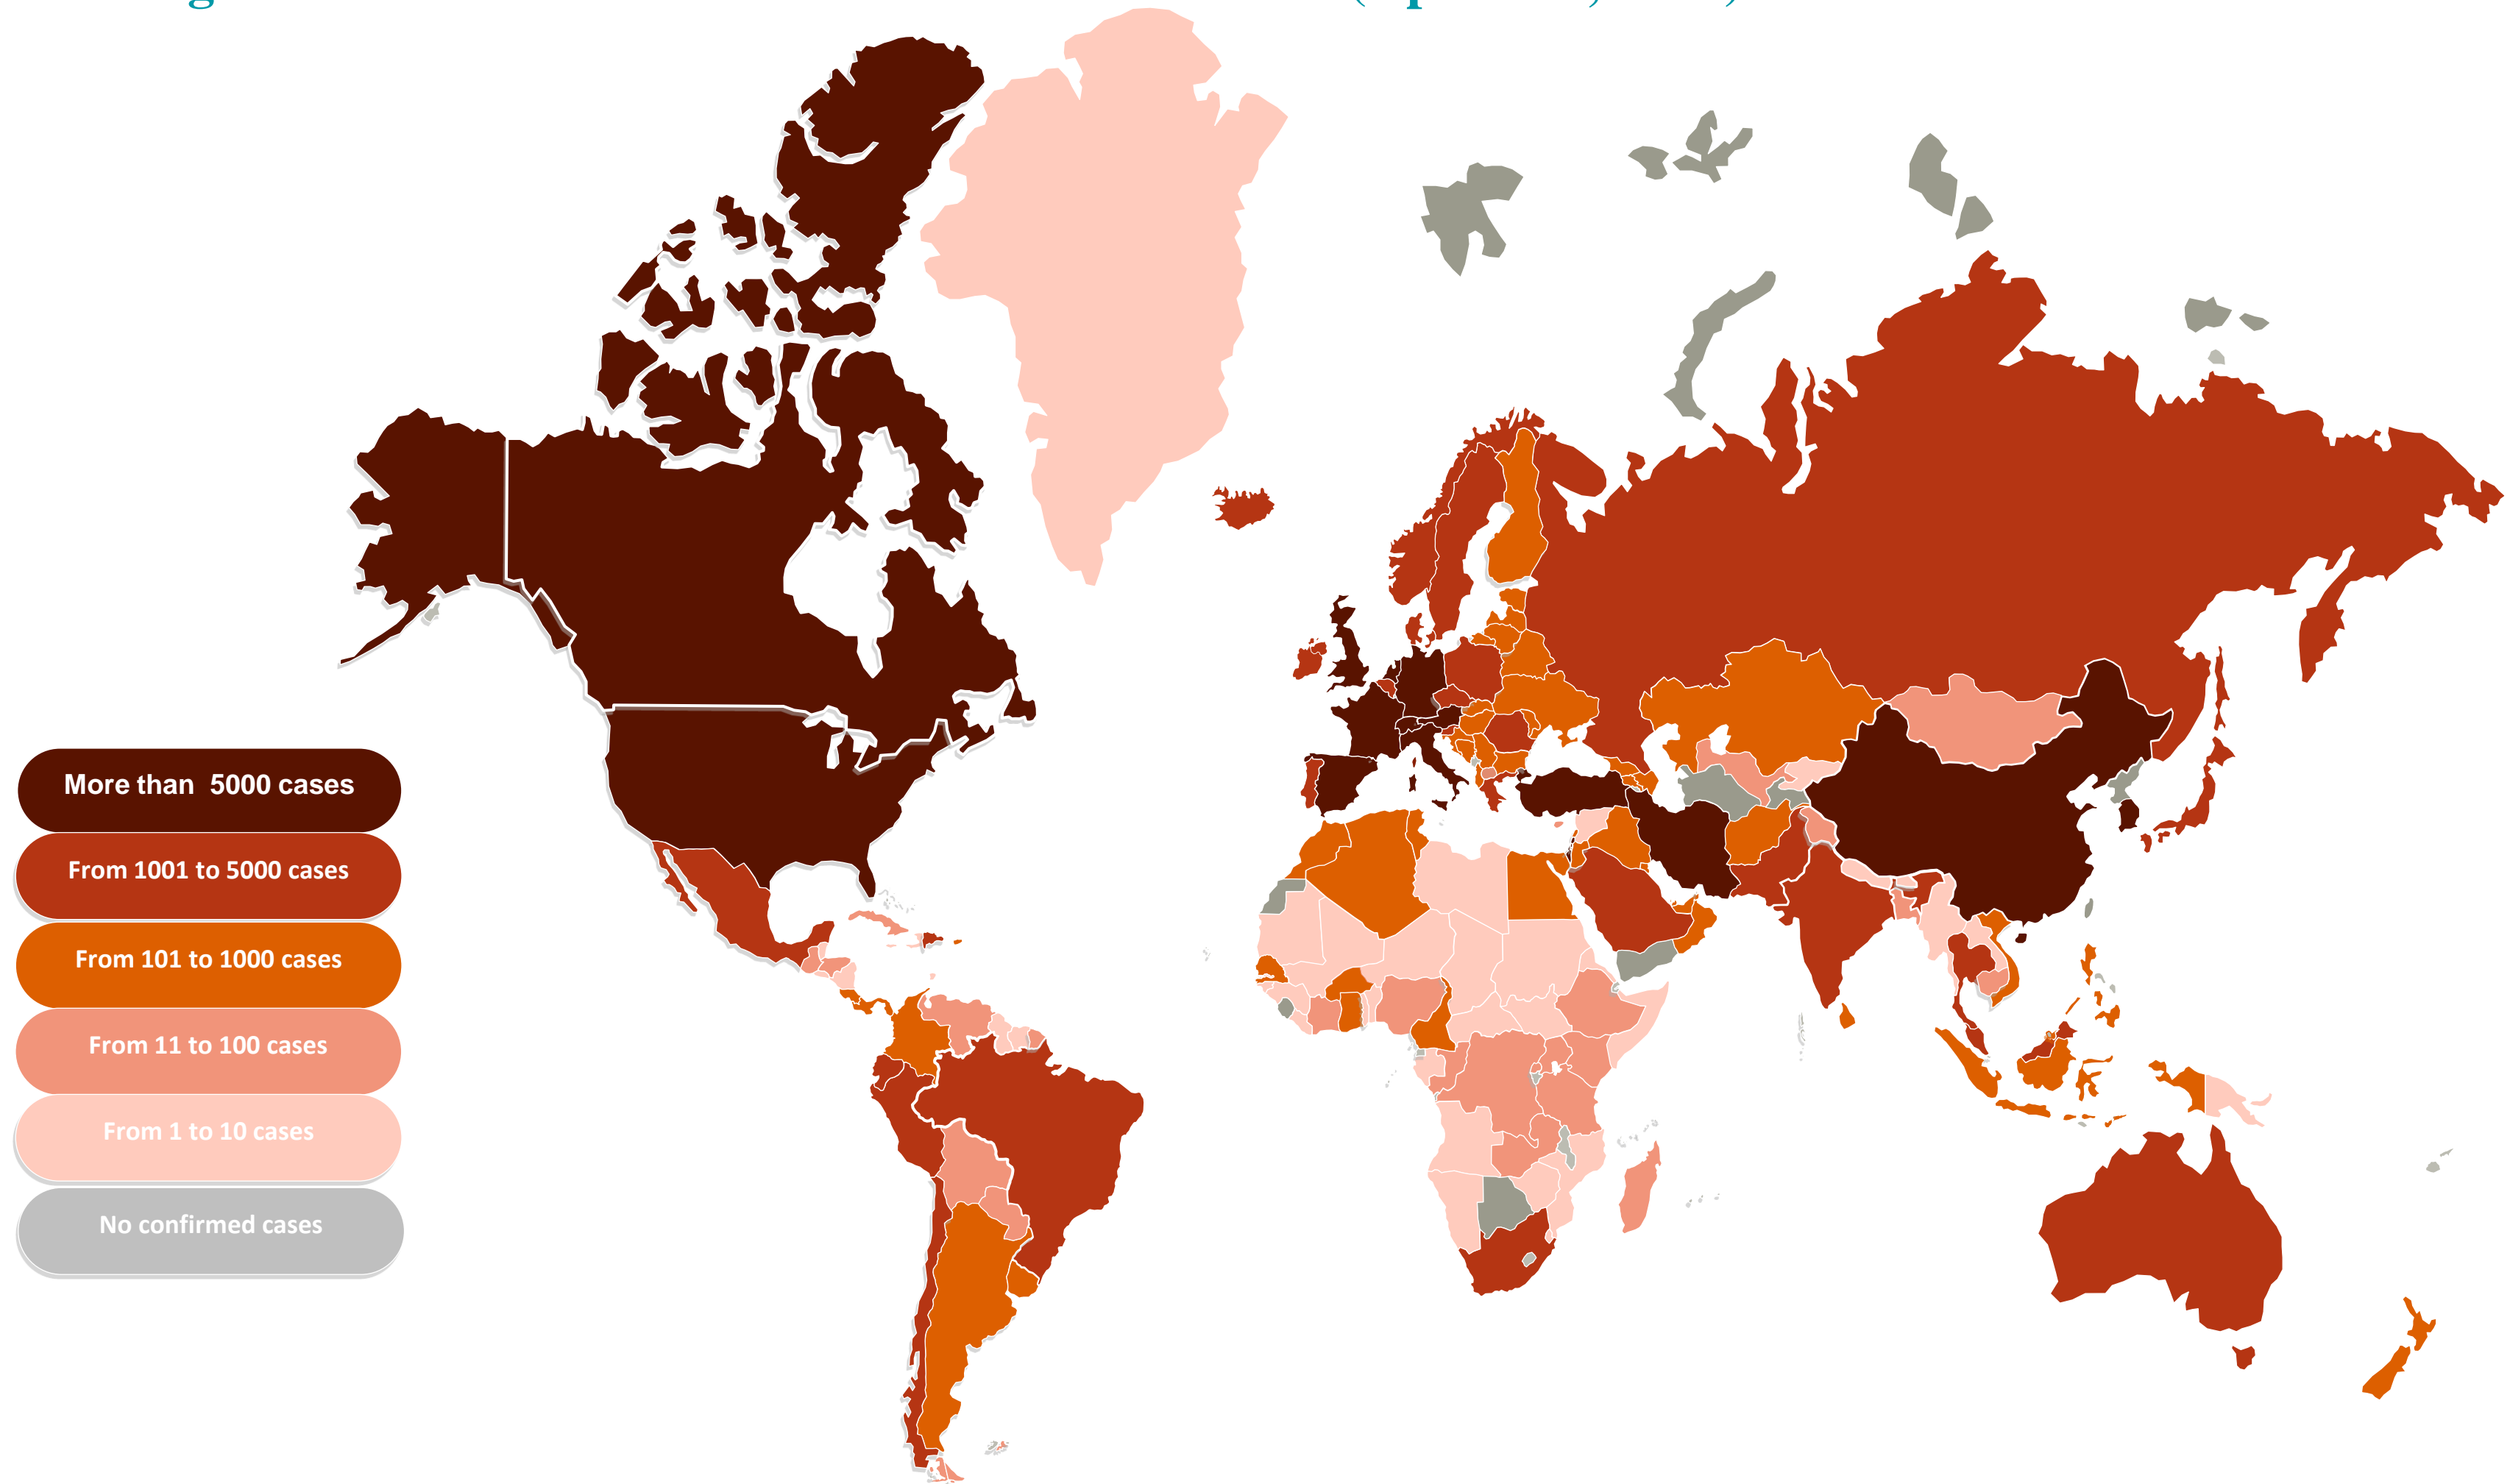 More than 5000 cases
From 1001 to 5000 cases
From 101 to 1000 cases
From 11 to 100 cases
From 1 to 10 cases
No confirmed cases